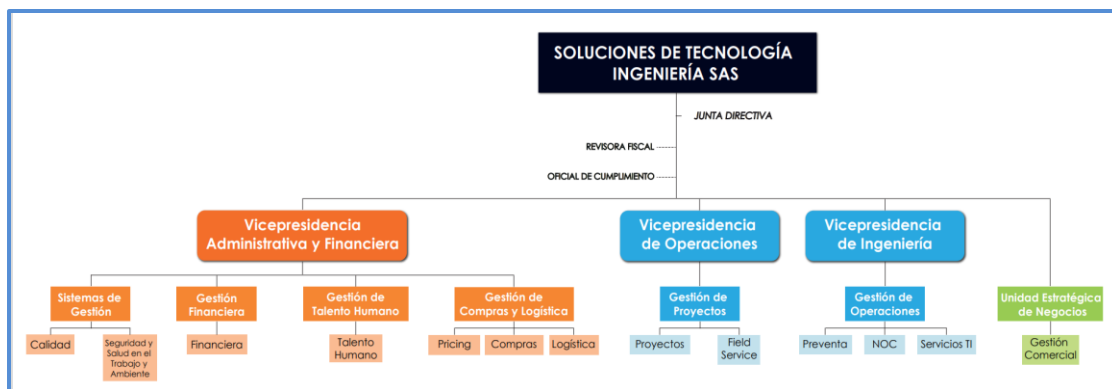 SOLUCIONES DE TECNOLOGÍA
INGENIERÍA SAS
JUNTA DIRECTIVA
REVISORA FISCAL
OFICIAL DE CUMPLIMIENTO
Vicepresidencia
Administrativa y Financiera
Vicepresidencia
de Operaciones
Vicepresidencia
de Ingeniería
Sistemas de
Gestión
Gestión
Financiera
Gestión de
Talento Humano
Gestión de
Compras y Logística
Gestión de
Proyectos
Gestión de
Operaciones
Unidad Estratégica
de Negocios
Calidad
Seguridad y
Salud en el
Trabajo y
Ambiente
Financiera
Talento
Humano
Pricing
Compras
Logística
Proyectos
Field
Service
Preventa
NOC
Servicios TI
Gestión
Comercial